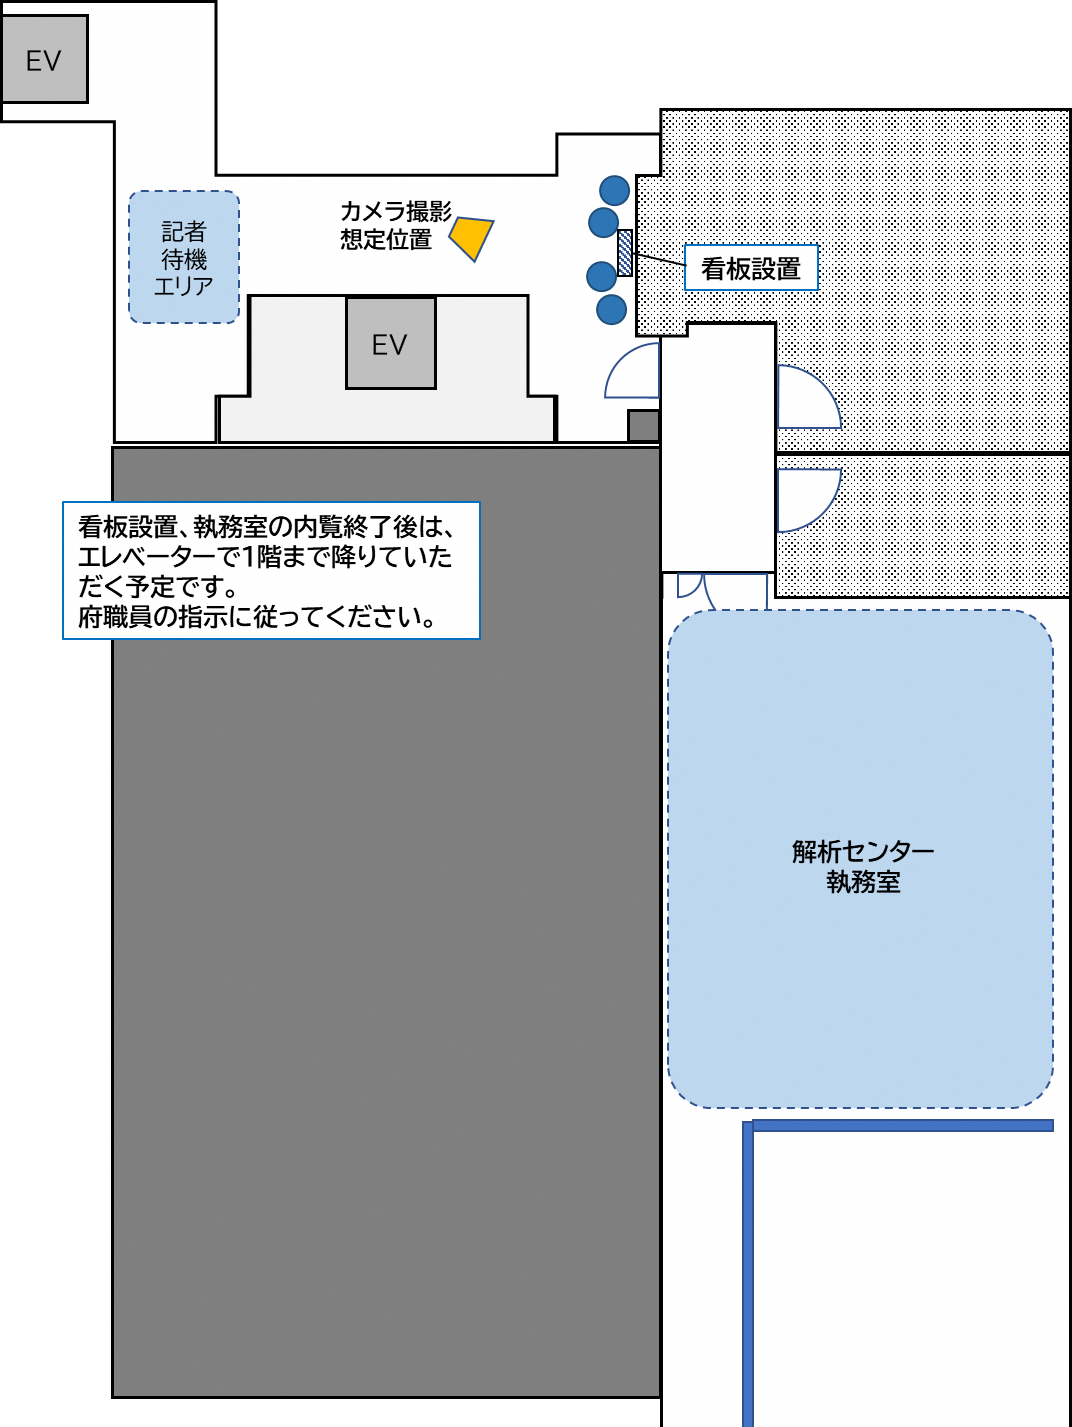 EV
記者
待機
エリア
カメラ撮影
想定位置
看板設置
EV
看板設置、執務室の内覧終了後は、
エレベーターで1階まで降りていた
だく予定です。
府職員の指示に従ってください。
解析センター
執務室